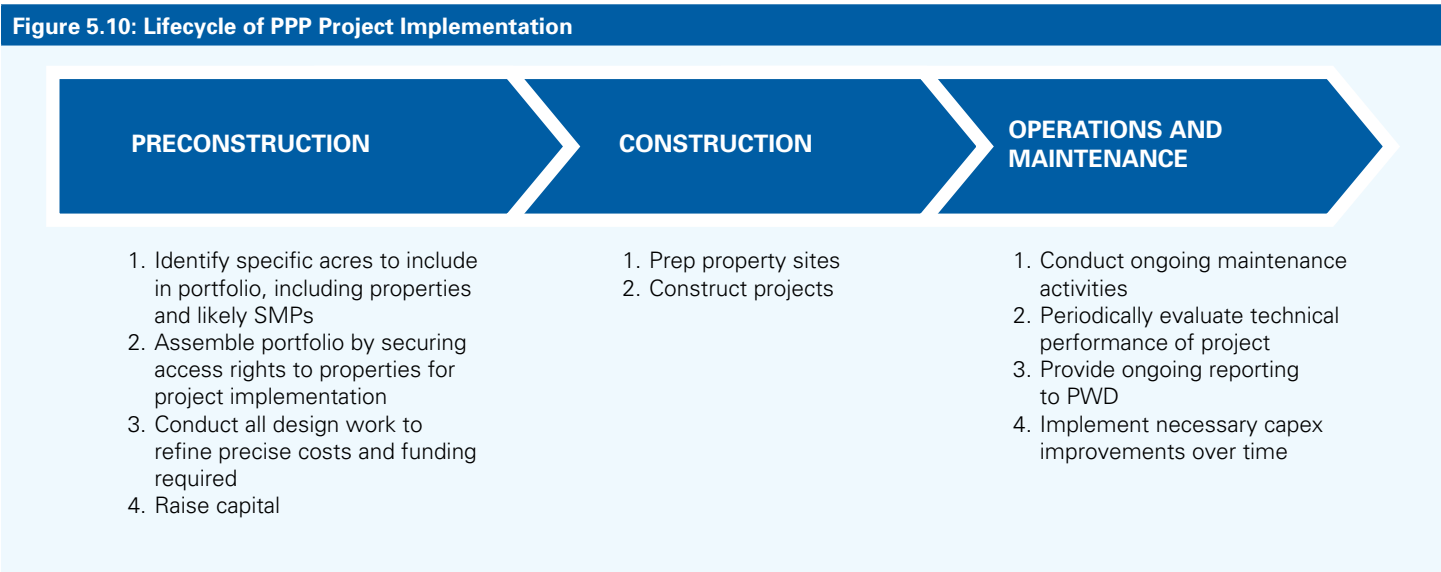 Figure 5.10: Lifecycle of PPP Project Implementation
PRECONSTRUCTION
1. Identify specific acres to include
in portfolio, including properties
and likely SMPs
2. Assemble portfolio by securing
access rights to properties for
project implementation
3. Conduct all design work to
refine precise costs and funding
required
4. Raise capital
CONSTRUCTION
1. Prep property sites
2. Construct projects
OPERATIONS AND
MAINTENANCE
1. Conduct ongoing maintenance
activities
2. Periodically evaluate technical
performance of project
3. Provide ongoing reporting
to PWD
4. Implement necessary capex
improvements over time